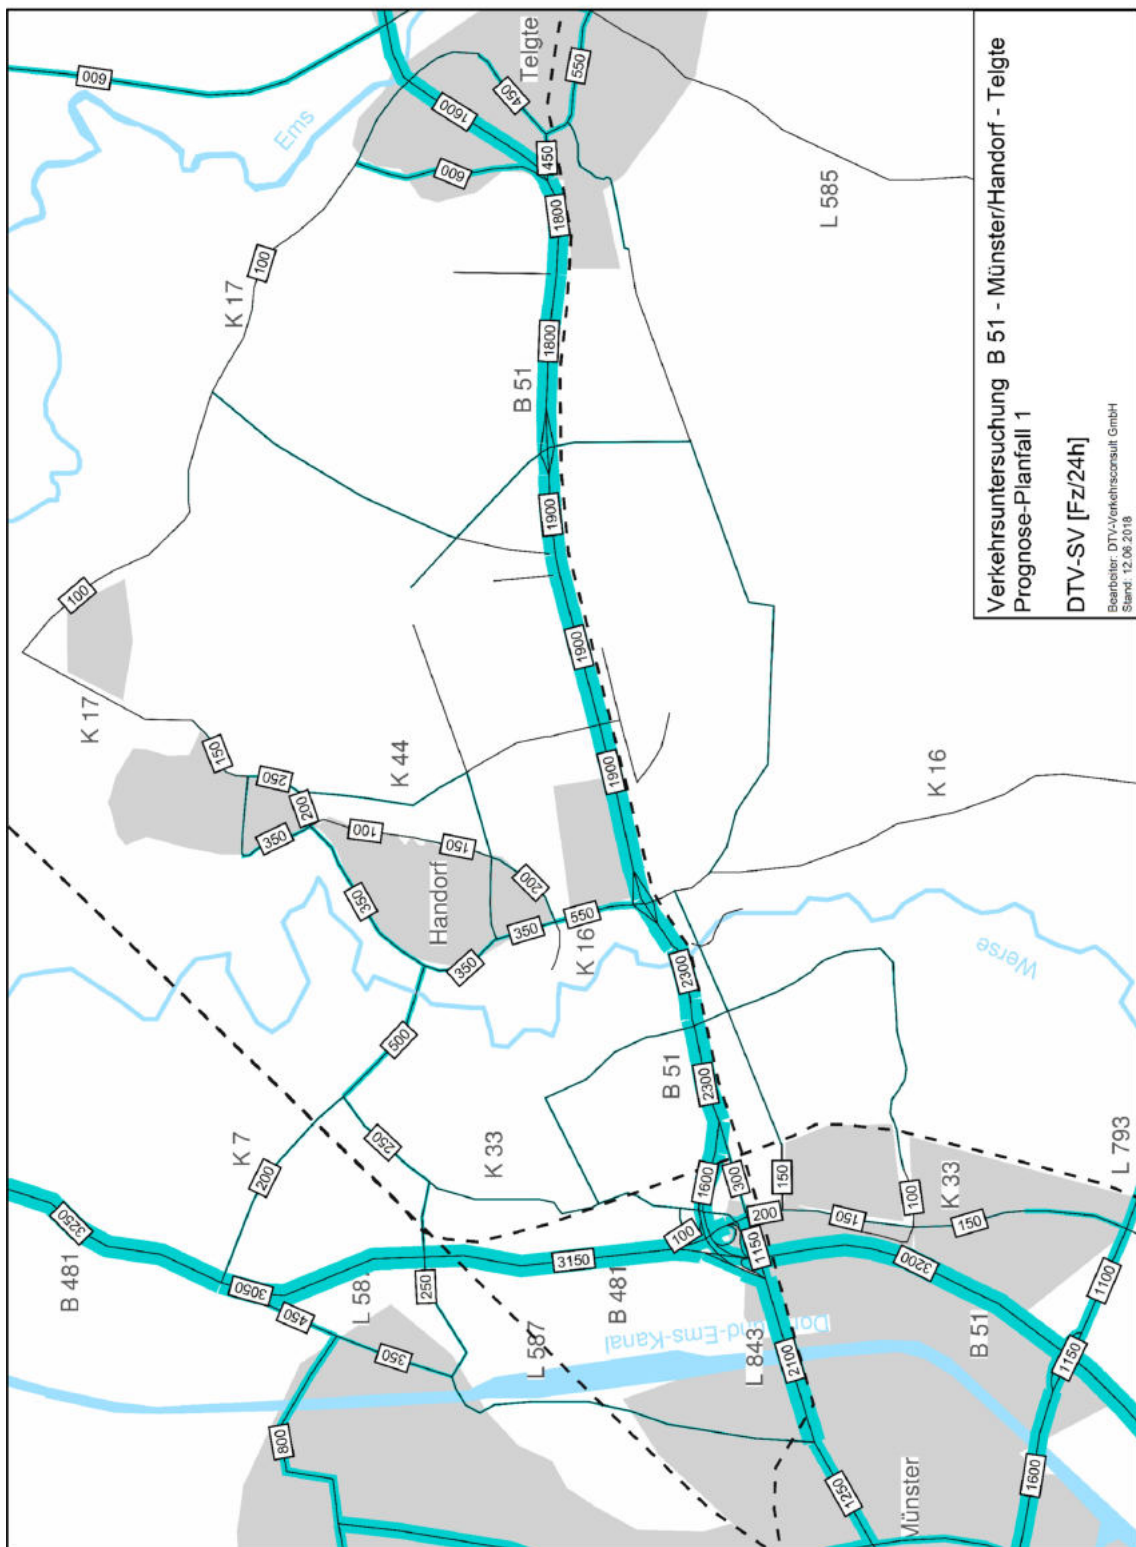 Verkehrsuntersuchung B 51 - Münster/Handorf - Telgte
Prognose-Planfall 1
DTV-SV [Fz/24h]
Bearbeiter: DTV-Verkehrsconsult GmbH
Stand: 12.06.2018
600
Ems
1600
Telgte
450
550
450
600
1800
100
K 17
L 585
1800
B 51
1900
100
1900
K 17
150
250
K 44
1900
K 16
200
350
100
150
350
Handorf
200
350
550
K 16
350
2300
Werse
500
B 51
2300
K 7
250
200
K 33
1600
300
150
L 793
K 33
100
200
150
150
3250
100
1150
B 481
3050
450
L 58
250
3150
B 481
3200
1100
350
L 587
Dortmund-Ems-Kanal
L 843
2100
B 51
1150
800
1250
1600
Münster